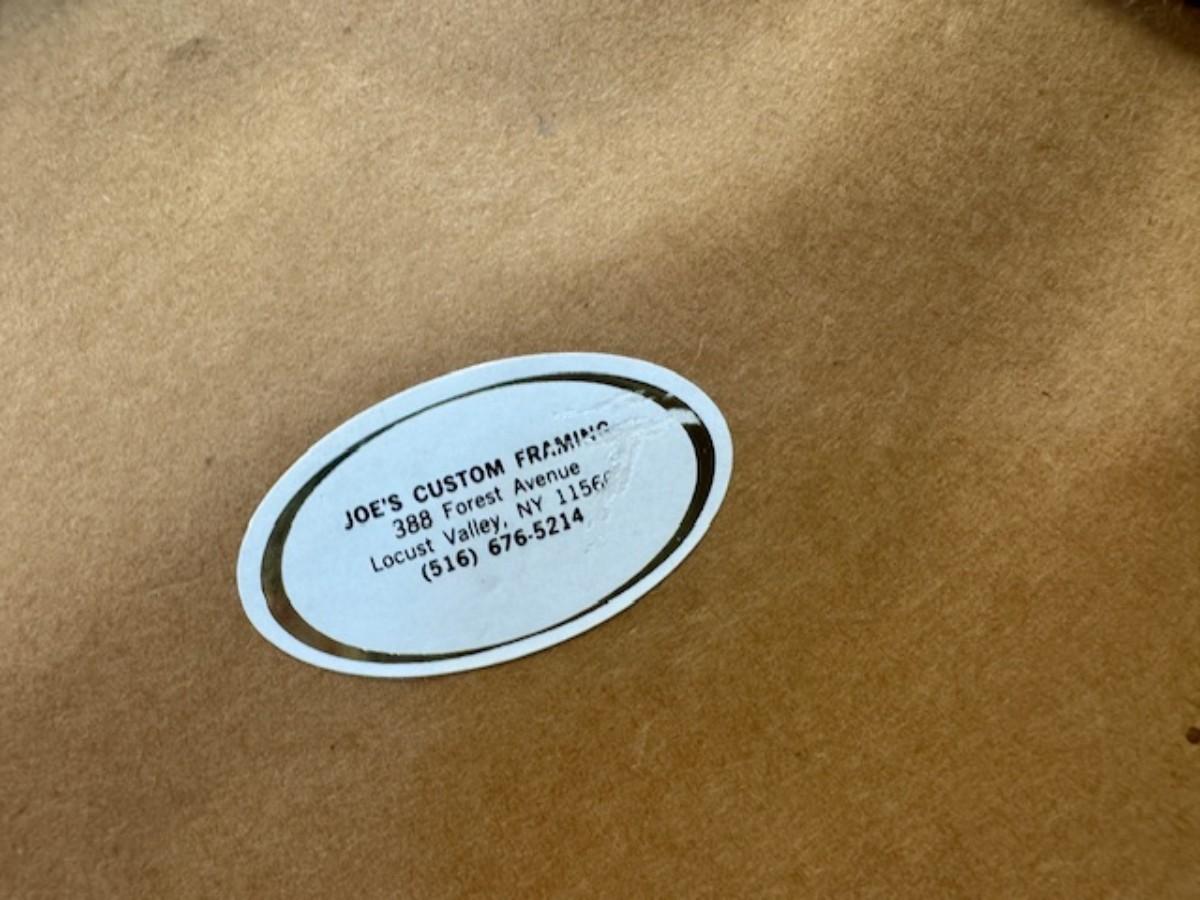 JOE'S CUSTOM FRAMING
388 Forest Avenue
Locust Valley, NY
(516) 676-5214